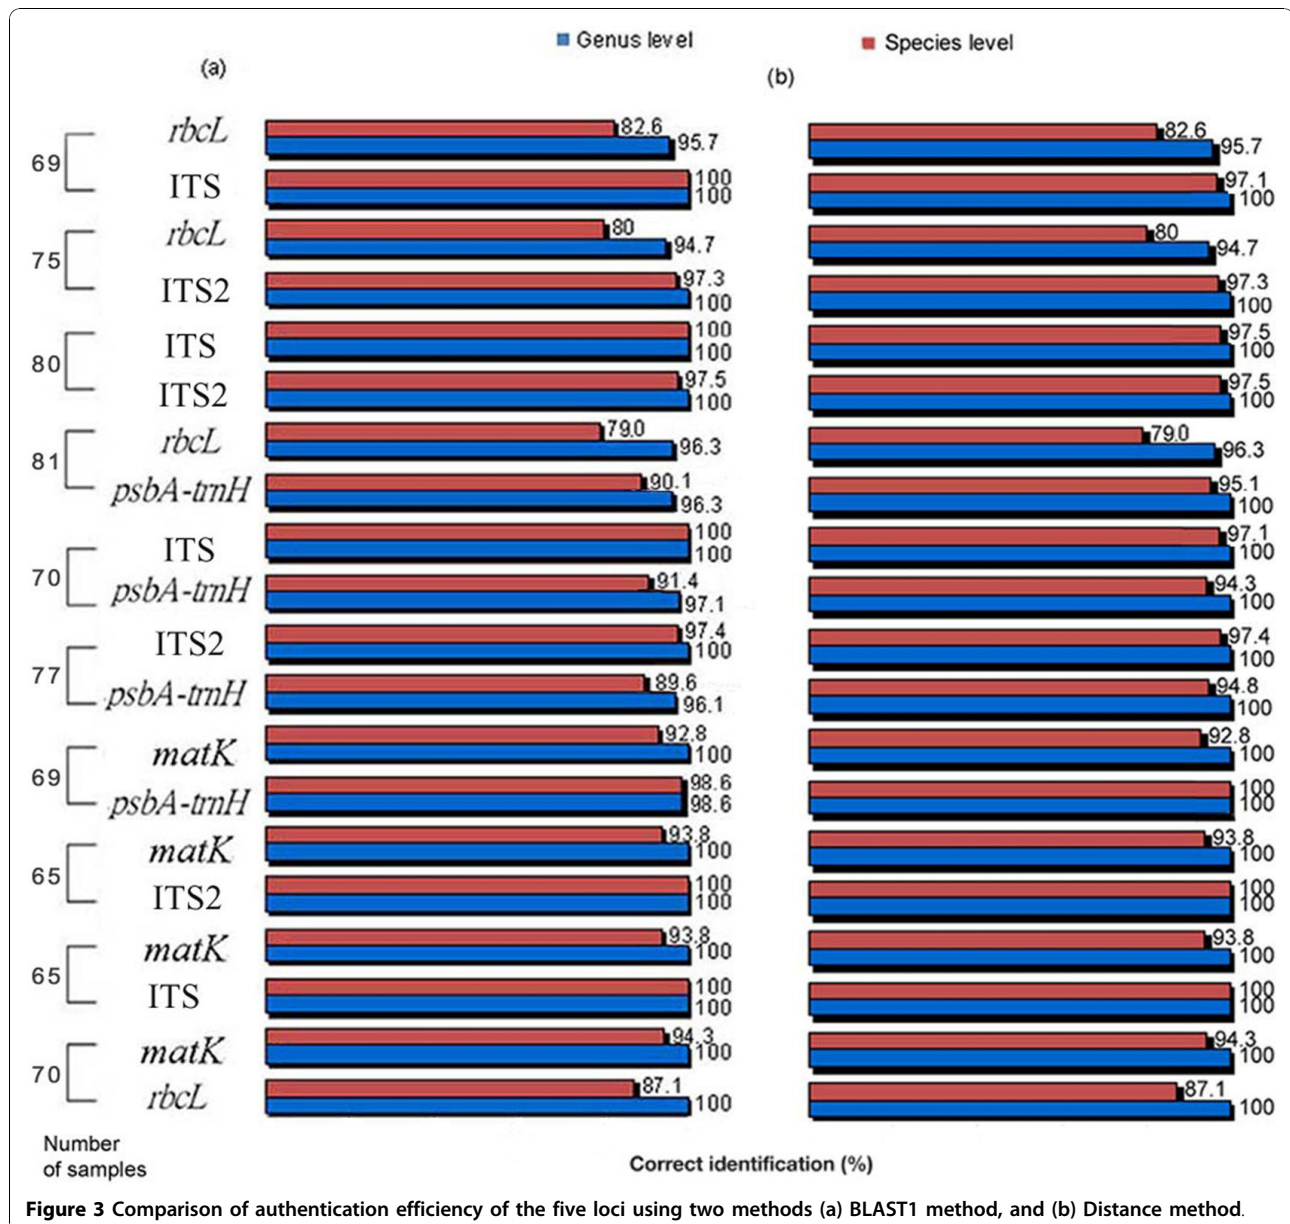 Genus level Species level
(a) (b)
69
rbcL 82.6 95.7 82.6 95.7
ITS 100 100 97.1 100
75
rbcL 80 94.7 80 94.7
ITS2 97.3 100 97.3 100
80
ITS 100 100 97.5 100
ITS2 97.5 100 97.5 100
81
rbcL 79.0 96.3 79.0 96.3
psbA-trnH 90.1 96.3 95.1 100
70
ITS 100 100 97.1 100
psbA-trnH 91.4 97.1 94.3 100
77
ITS2 97.4 100 97.4 100
psbA-trnH 89.6 96.1 94.8 100
69
matK 92.8 100 92.8 100
psbA-trnH 98.6 98.6 100 100
65
matK 93.8 100 93.8 100
ITS2 100 100 100 100
65
matK 93.8 100 93.8 100
ITS 100 100 100 100
70
matK 94.3 100 94.3 100
rbcL 87.1 100 87.1 100
Number
of samples
Correct identification (%)
Figure 3 Comparison of authentication efficiency of the five loci using two methods (a) BLAST1 method, and (b) Distance method.